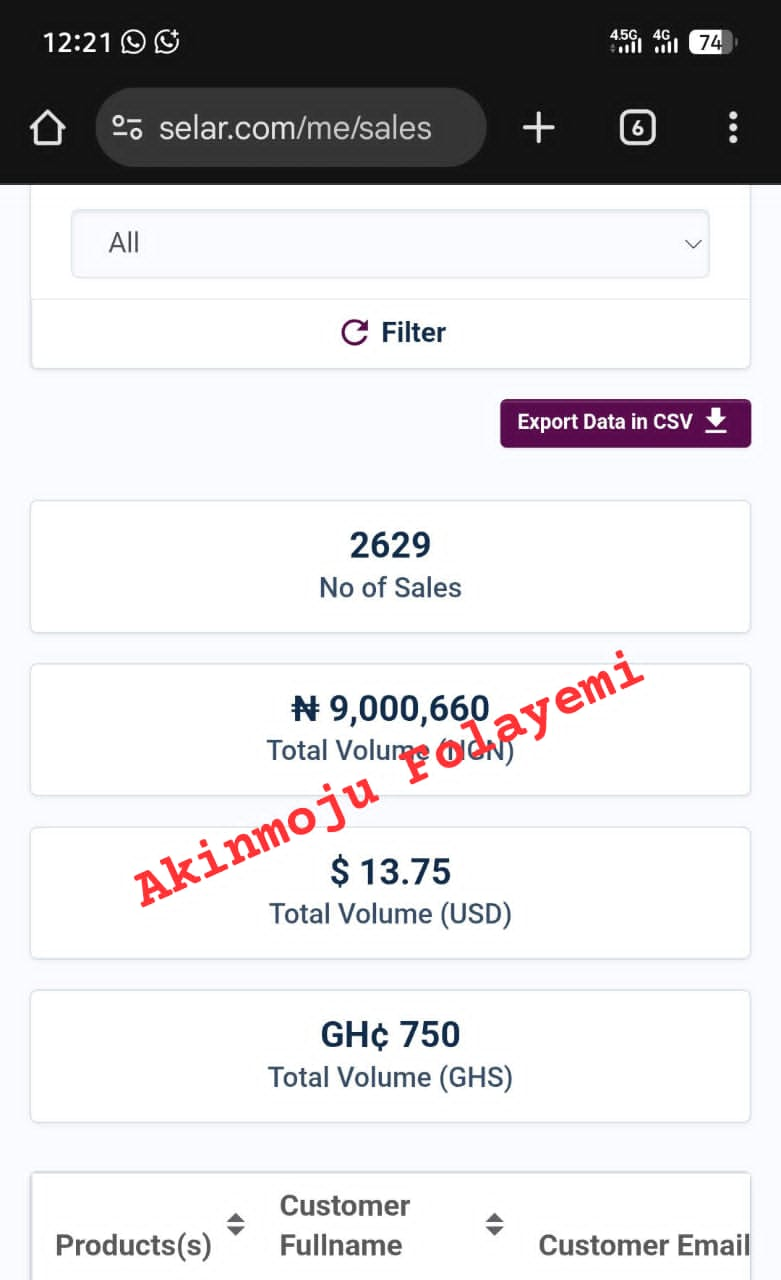 12:21 4.5G 4G 74
selar.com/me/sales 6
All
Filter
Export Data in CSV
2629
No of Sales
₦ 9,000,660
Total Volume (NGN)
Akinmoju Folayemi
$ 13.75
Total Volume (USD)
GH¢ 750
Total Volume (GHS)
Products(s) Customer Fullname Customer Email